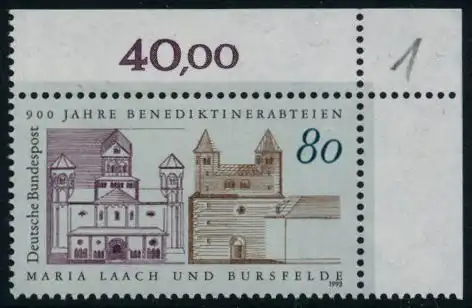 40,00
1
900 JAHRE BENEDIKTINERABTEIEN
80
Deutsche Bundespost
MARIA LAACH UND BURSFELDE
1993